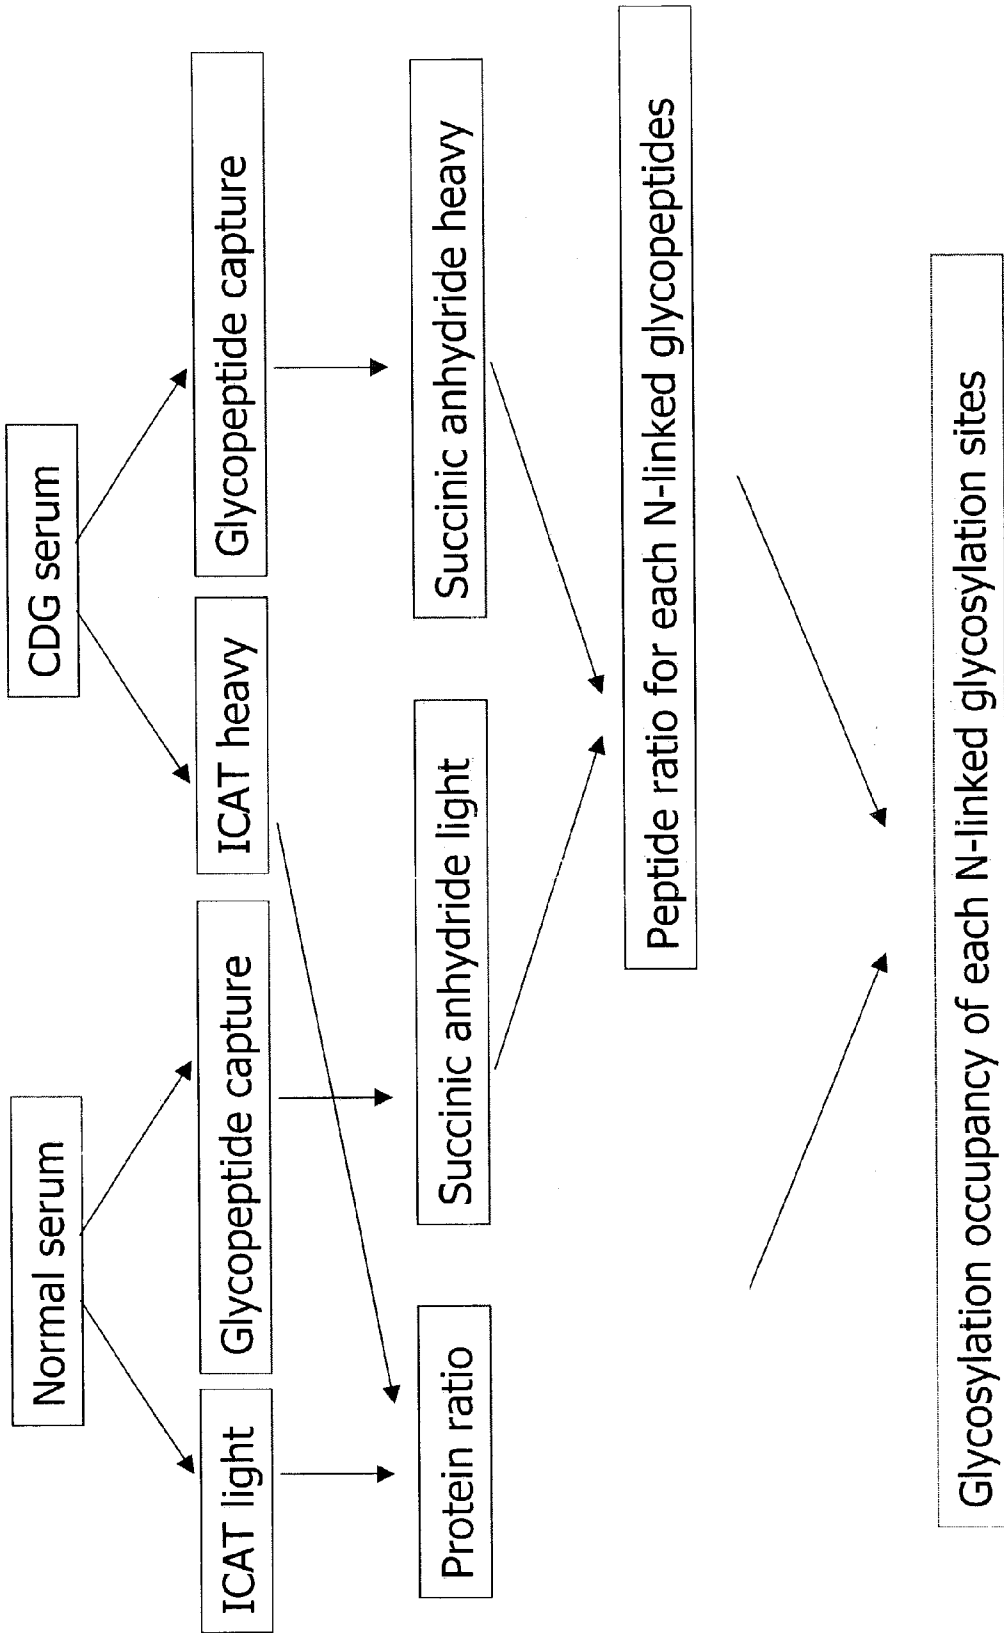 Normal serum
CDG serum
ICAT light
Glycopeptide capture
ICAT heavy
Glycopeptide capture
Protein ratio
Succinic anhydride light
Succinic anhydride heavy
Peptide ratio for each N-linked glycopeptides
Glycosylation occupancy of each N-linked glycosylation sites